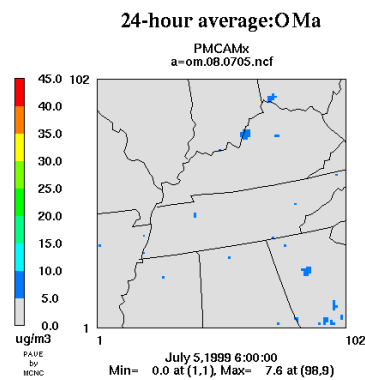 24-hour average:OMa
PMCAMx
a=om.08.0705.ncf
102
45.0
40.0
35.0
30.0
25.0
20.0
15.0
10.0
5.0
0.0
ug/m3
1
1
102
PAVE
by
MCNC
July 5,1999 6:00:00
Min= 0.0 at (1,1), Max= 7.6 at (98,9)